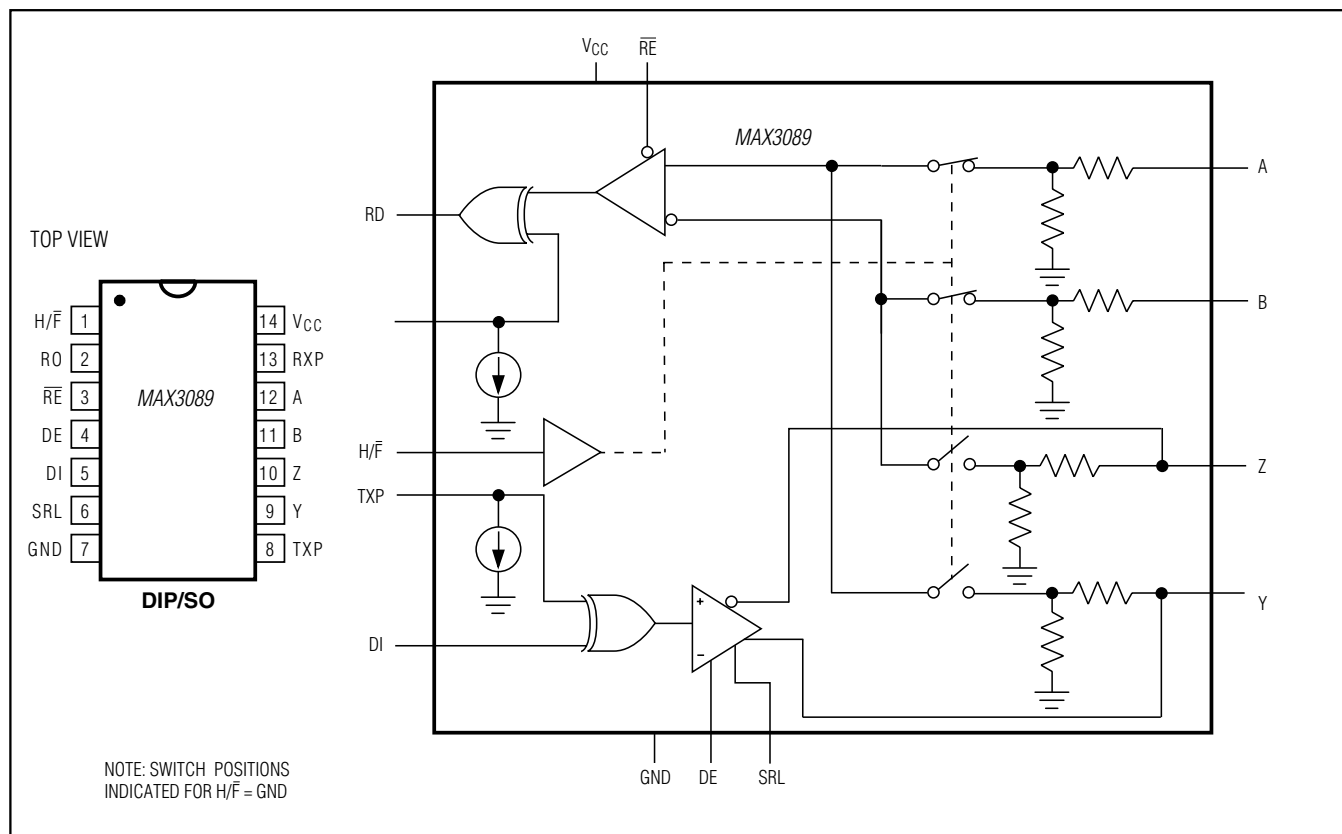 TOP VIEW
H/F̅ 1
RO 2
R̅E̅ 3
DE 4
DI 5
SRL 6
GND 7
MAX3089
14 VCC
13 RXP
12 A
11 B
10 Z
9 Y
8 TXP
DIP/SO
NOTE: SWITCH POSITIONS
INDICATED FOR H/F̅ = GND
VCC
R̅E̅
MAX3089
RD
H/F̅
TXP
DI
+
−
A
B
Z
Y
GND
DE
SRL